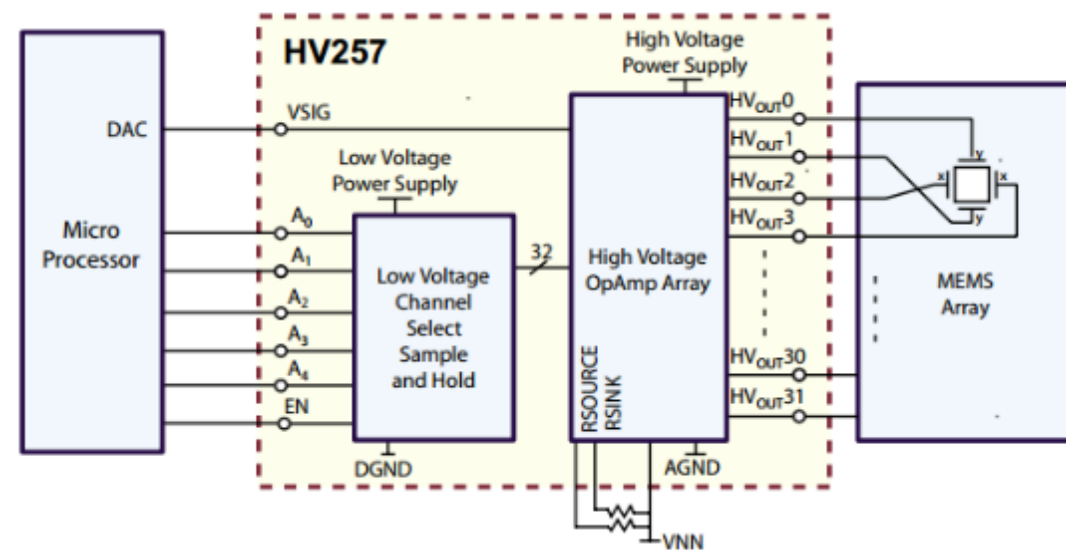 HV257
High Voltage
Power Supply
DAC
VSIG
HVOUT0
HVOUT1
HVOUT2
HVOUT3
y
x
x
y
Low Voltage
Power Supply
Micro
Processor
A0
A1
A2
A3
A4
EN
Low Voltage
Channel
Select
Sample
and Hold
32
High Voltage
OpAmp Array
MEMS
Array
RSOURCE
RSINK
HVOUT30
HVOUT31
DGND
AGND
VNN